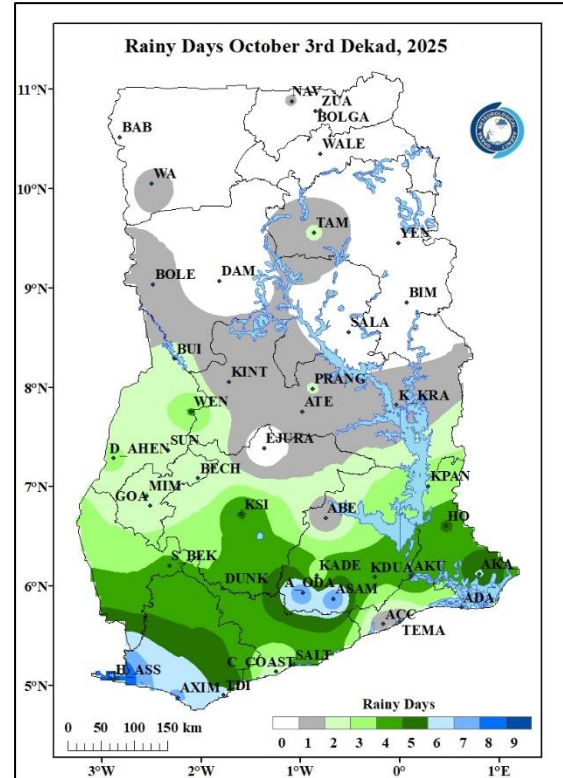 Rainy Days October 3rd Dekad, 2025
11°N
NAV
ZUA
BOLGA
BAB
WALE
10°N
WA
TAM
YEN
9°N
BOLE
DAM
BIM
SALA
BUI
8°N
KINT
PRANG
WEN
ATE
K_KRA
D_AHEN
SUN
EJURA
7°N
BECH
KPAN
GOA
MIM
KSI
ABE
HO
S_BEK
KADE
KDUA
AKU
AKA
6°N
DUNK
A_ODA
ASAM
ADA
ACC
TEMA
C_COAST
SALT
H_ASS
5°N
AXIM
TDI
Rainy Days
0 50 100 150 km
0 1 2 3 4 5 6 7 8 9
3°W 2°W 1°W 0° 1°E